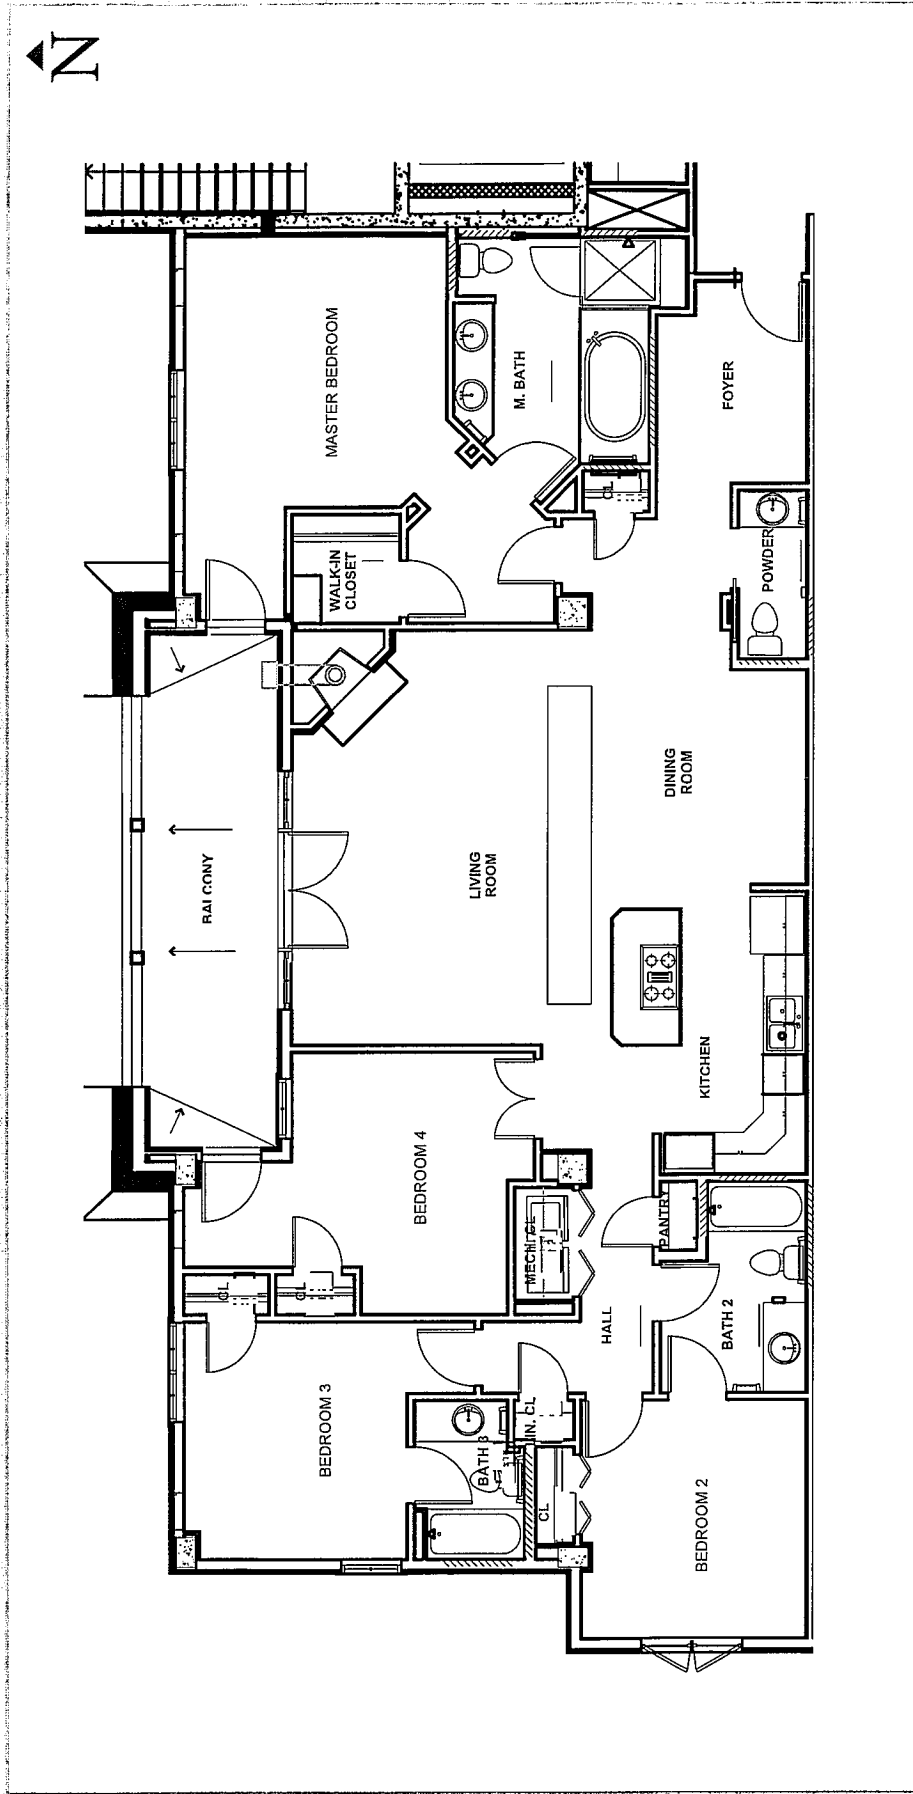 N
MASTER BEDROOM
M. BATH
FOYER
CL
WALK-IN
CLOSET
POWDER
BALCONY
LIVING
ROOM
DINING
ROOM
KITCHEN
BEDROOM 4
MECH. CL
PANTRY
CL
CL
HALL
BATH 2
BEDROOM 3
BATH 3
IN. CL
CL
BEDROOM 2